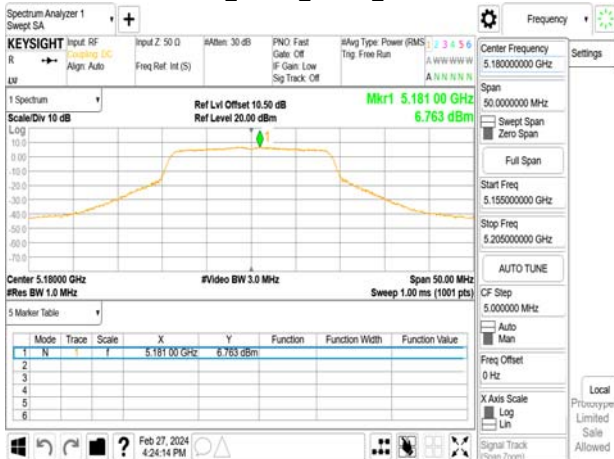 Spectrum Analyzer 1
Swept SA
Frequency
Settings
KEYSIGHT
R
Input: RF
Coupling: DC
Align: Auto
Input Z: 50 Ω
Freq Ref: Int (S)
#Atten: 30 dB
PNO: Fast
Gate: Off
IF Gain: Low
Sig Track: Off
#Avg Type: Power (RMS
Trig: Free Run
1 2 3 4 5 6
A W W W W W
A N N N N N
1 Spectrum
Scale/Div 10 dB
Log
Ref Lvl Offset 10.50 dB
Ref Level 20.00 dBm
Mkr1 5.181 00 GHz
6.763 dBm
1
10.0
0.00
-10.0
-20.0
-30.0
-40.0
-50.0
-60.0
-70.0
Center 5.18000 GHz
#Res BW 1.0 MHz
#Video BW 3.0 MHz
Span 50.00 MHz
Sweep 1.00 ms (1001 pts)
5 Marker Table
Mode Trace Scale X Y Function Function Width Function Value
1 N 1 f 5.181 00 GHz 6.763 dBm
2
3
4
5
6
Feb 27, 2024
4:24:14 PM
Center Frequency
5.180000000 GHz
Span
50.0000000 MHz
Swept Span
Zero Span
Full Span
Start Freq
5.155000000 GHz
Stop Freq
5.205000000 GHz
AUTO TUNE
CF Step
5.000000 MHz
Auto
Man
Freq Offset
0 Hz
X Axis Scale
Log
Lin
Signal Track
(Span Zoom)
Local
Prototype
Limited
Sale
Allowed